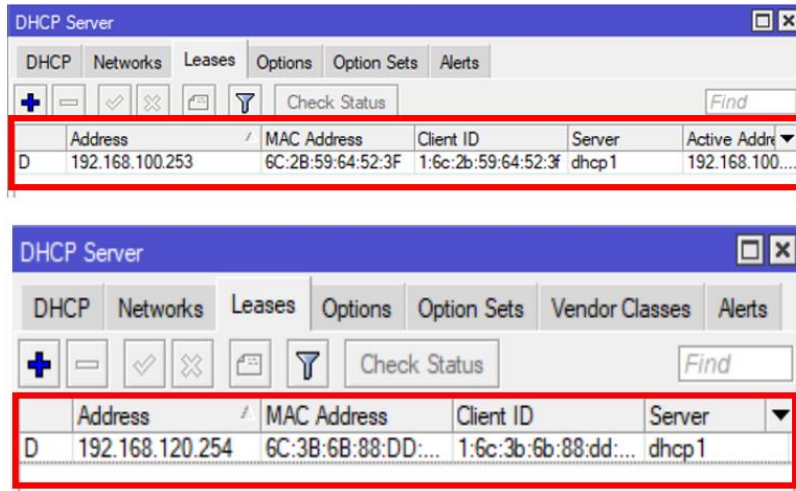 DHCP Server
DHCP Networks Leases Options Option Sets Alerts
Check Status Find
Address MAC Address Client ID Server Active Addre
D 192.168.100.253 6C:2B:59:64:52:3F 1:6c:2b:59:64:52:3f dhcp1 192.168.100....
DHCP Server
DHCP Networks Leases Options Option Sets Vendor Classes Alerts
Check Status Find
Address MAC Address Client ID Server
D 192.168.120.254 6C:3B:6B:88:DD:... 1:6c:3b:6b:88:dd:... dhcp1